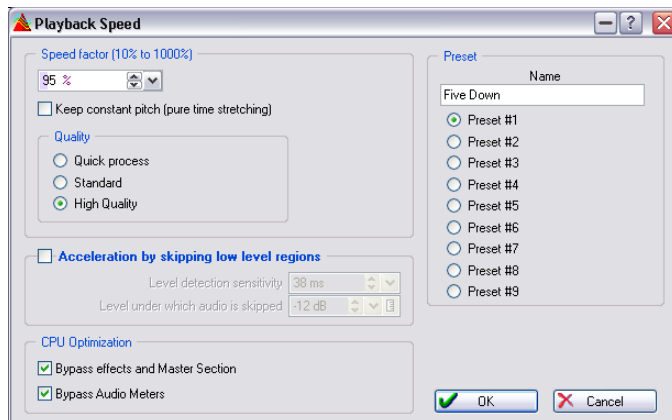 Playback Speed
Speed factor (10% to 1000%)
95 %
Keep constant pitch (pure time stretching)
Quality
Quick process
Standard
High Quality
Acceleration by skipping low level regions
Level detection sensitivity 38 ms
Level under which audio is skipped -12 dB
CPU Optimization
Bypass effects and Master Section
Bypass Audio Meters
Preset
Name
Five Down
Preset #1
Preset #2
Preset #3
Preset #4
Preset #5
Preset #6
Preset #7
Preset #8
Preset #9
OK Cancel